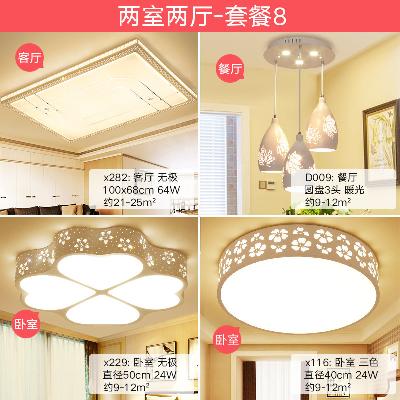 两室两厅-套餐8
客厅
x282: 客厅 无极
100x68cm 64W
约21-25m²
餐厅
D009: 餐厅
圆盘3头 暖光
约9-12m²
卧室
x229: 卧室 无极
直径50cm 24W
约9-12m²
卧室
x116: 卧室 三色
直径40cm 24W
约9-12m²